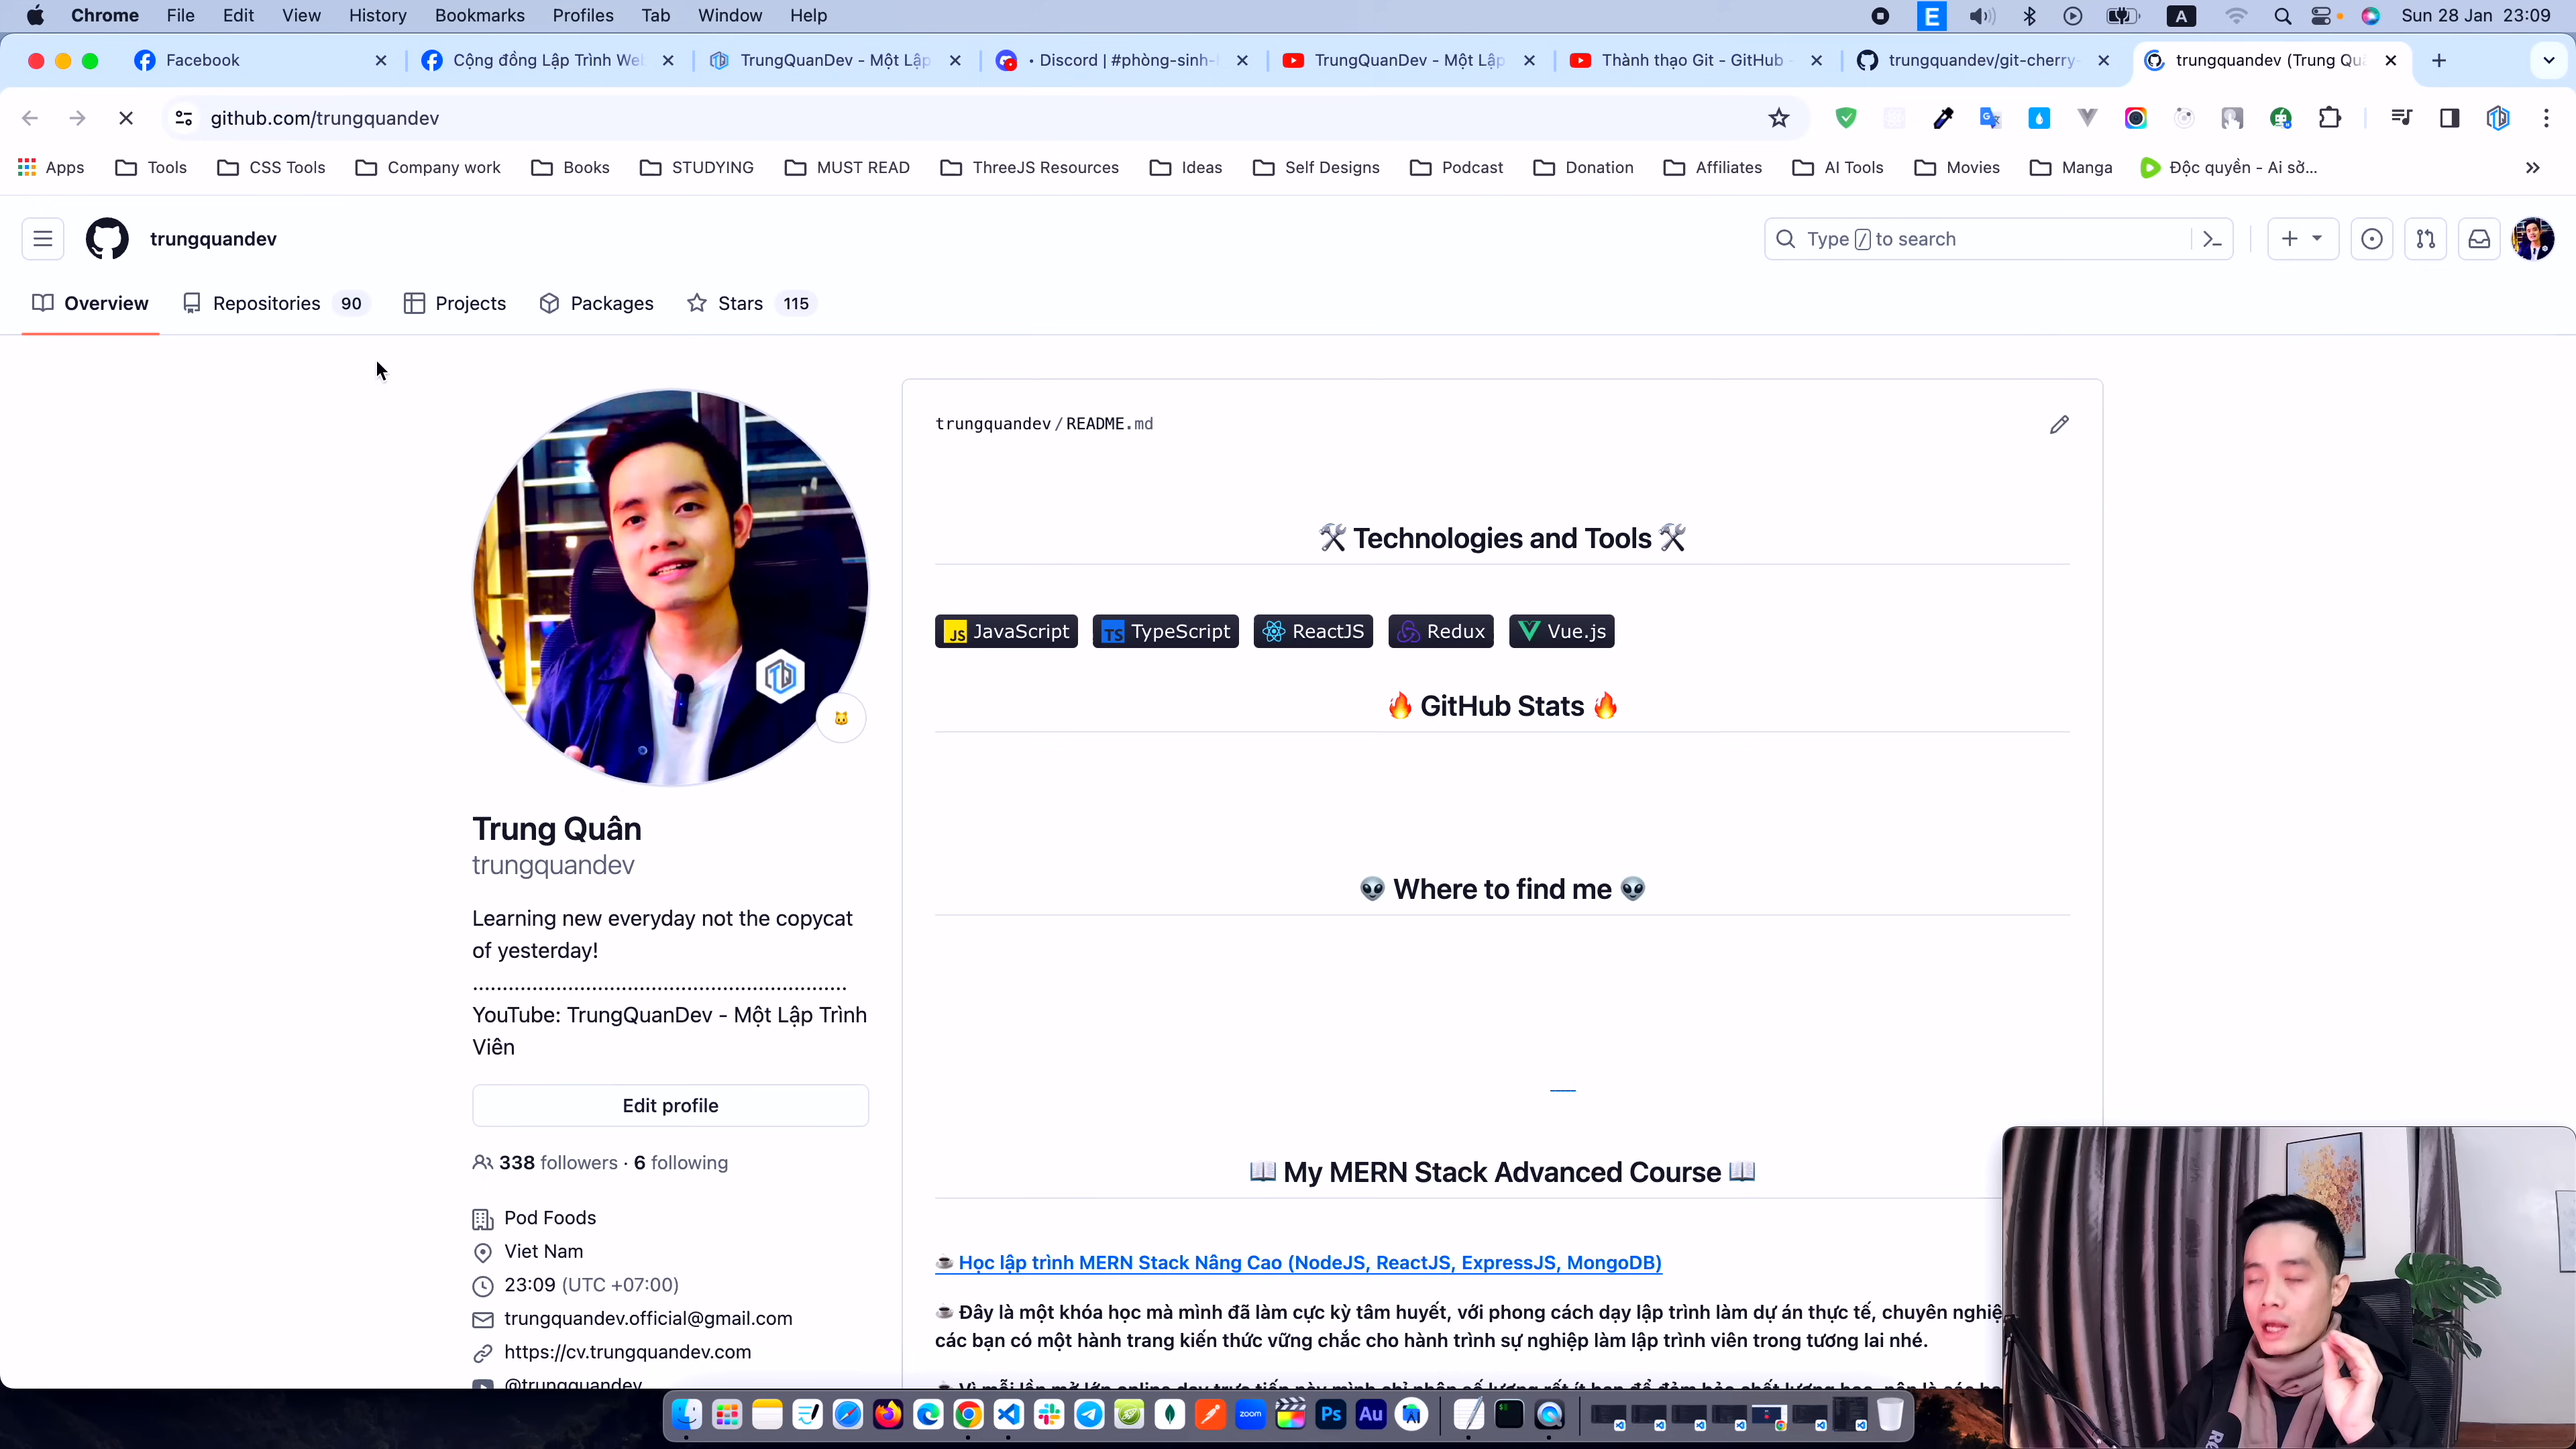 Chrome File Edit View History Bookmarks Profiles Tab Window Help
E A Sun 28 Jan 23:09
Facebook
Cộng đồng Lập Trình We
TrungQuanDev - Một Lập
• Discord | #phòng-sinh-
TrungQuanDev - Một Lập
Thành thạo Git - GitHub
trungquandev/git-cherry-
trungquandev (Trung Qu
github.com/trungquandev
Apps Tools CSS Tools Company work Books STUDYING MUST READ ThreeJS Resources Ideas Self Designs Podcast Donation Affiliates AI Tools Movies Manga Độc quyền - Ai sở...
trungquandev
Type / to search
Overview Repositories 90 Projects Packages Stars 115
trungquandev/README.md
🛠 Technologies and Tools 🛠
JS JavaScript TS TypeScript ReactJS Redux Vue.js
🔥 GitHub Stats 🔥
👽 Where to find me 👽
📖 My MERN Stack Advanced Course 📖
☕ Học lập trình MERN Stack Nâng Cao (NodeJS, ReactJS, ExpressJS, MongoDB)
☕ Đây là một khóa học mà mình đã làm cực kỳ tâm huyết, với phong cách dạy lập trình làm dự án thực tế, chuyên nghiệ
các bạn có một hành trang kiến thức vững chắc cho hành trình sự nghiệp làm lập trình viên trong tương lai nhé.
TQ
Trung Quân
trungquandev
Learning new everyday not the copycat
of yesterday!
...............................................................
YouTube: TrungQuanDev - Một Lập Trình
Viên
Edit profile
338 followers · 6 following
Pod Foods
Viet Nam
23:09 (UTC +07:00)
trungquandev.official@gmail.com
https://cv.trungquandev.com
@trungquandev
zoom Ps Au